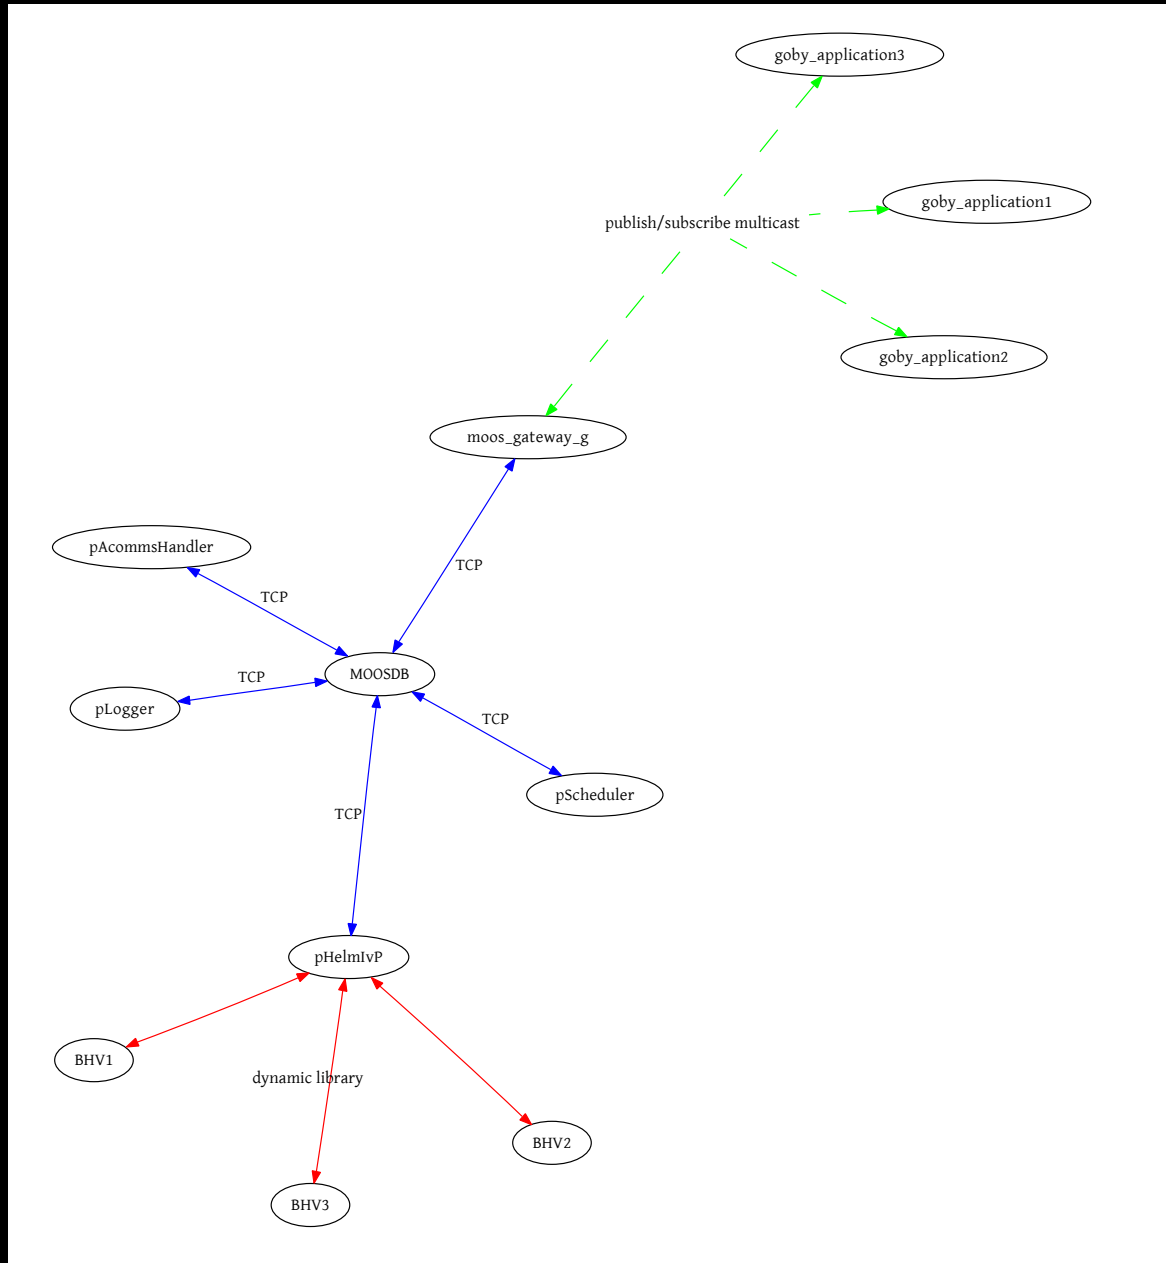 goby_application3
goby_application1
publish/subscribe multicast
goby_application2
moos_gateway_g
pAcommsHandler
TCP
TCP
MOOSDB
TCP
pLogger
TCP
pScheduler
TCP
pHelmIvP
BHV1
dynamic library
BHV2
BHV3